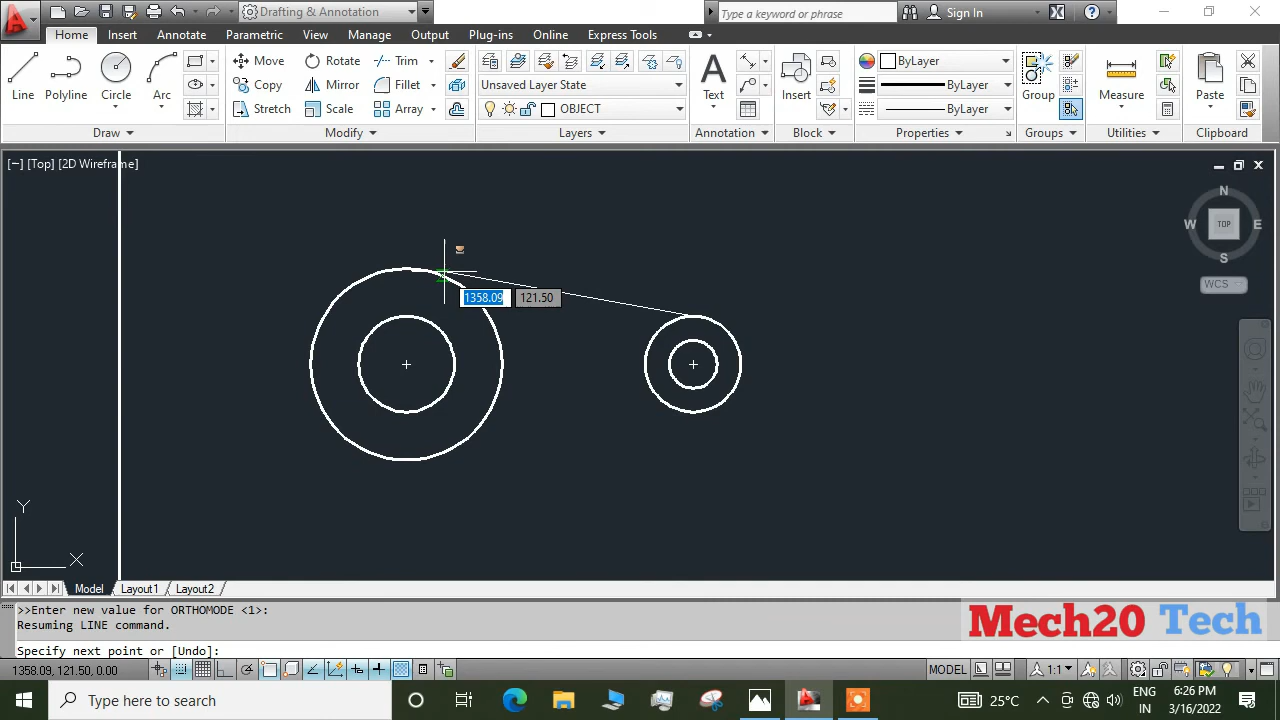 Drafting & Annotation
Type a keyword or phrase
Sign In
Home Insert Annotate Parametric View Manage Output Plug-ins Online Express Tools
Line
Polyline
Circle
Arc
Move
Copy
Stretch
Rotate
Mirror
Scale
Trim
Fillet
Array
Unsaved Layer State
OBJECT
Text
Insert
ByLayer
ByLayer
ByLayer
Group
Measure
Paste
Draw
Modify
Layers
Annotation
Block
Properties
Groups
Utilities
Clipboard
[−] [Top] [2D Wireframe]
N
W TOP E
S
WCS
1358.09 121.50
Y
X
Model Layout1 Layout2
>>Enter new value for ORTHOMODE <1>:
Resuming LINE command.
Specify next point or [Undo]:
Mech20 Tech
1358.09, 121.50, 0.00
MODEL
1:1
Type here to search
25°C
ENG
IN
6:26 PM
3/16/2022